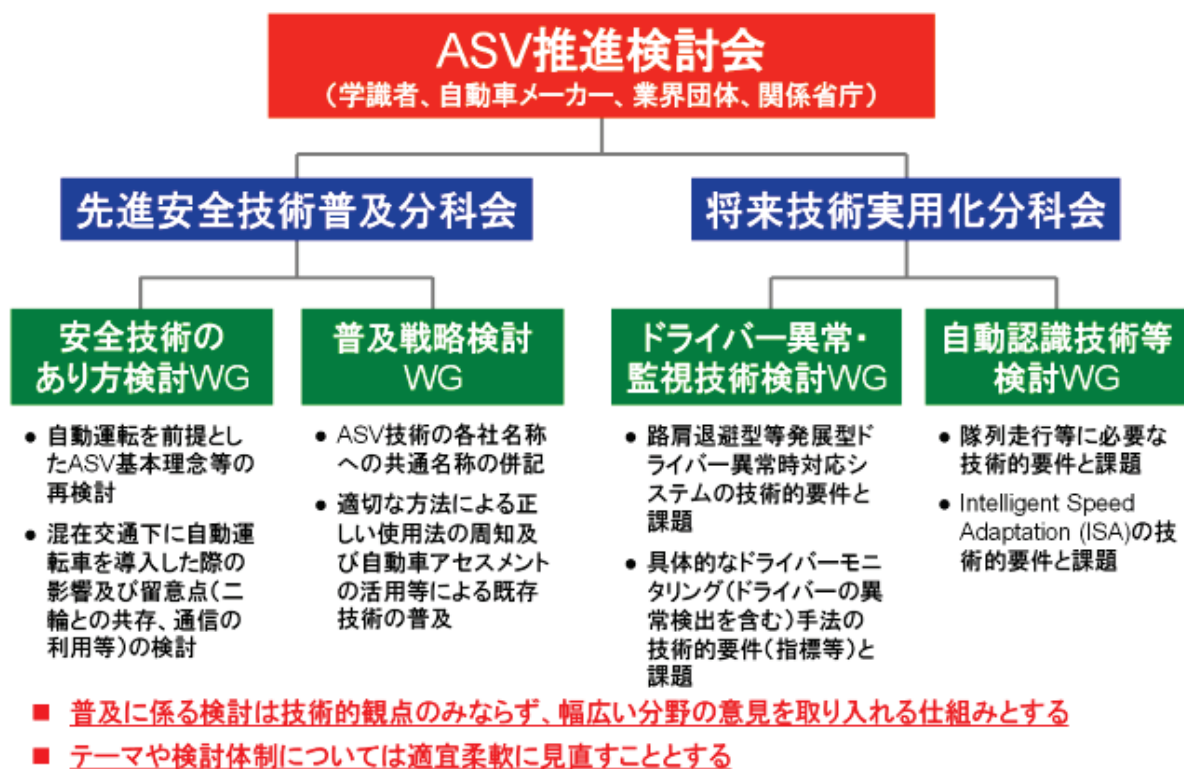 ASV推進検討会
（学識者、自動車メーカー、業界団体、関係省庁）
先進安全技術普及分科会
将来技術実用化分科会
安全技術の
あり方検討WG
● 自動運転を前提とし
たASV基本理念等の
再検討
● 混在交通下に自動運
転車を導入した際の
影響及び留意点（二
輪との共存、通信の
利用等）の検討
普及戦略検討
WG
● ASV技術の各社名称
への共通名称の併記
● 適切な方法による正
しい使用法の周知及
び自動車アセスメント
の活用等による既存
技術の普及
ドライバー異常・
監視技術検討WG
● 路肩退避型等発展型ド
ライバー異常時対応シ
ステムの技術的要件と
課題
● 具体的なドライバーモニ
タリング（ドライバーの異
常検出を含む）手法の
技術的要件（指標等）と
課題
自動認識技術等
検討WG
● 隊列走行等に必要な
技術的要件と課題
● Intelligent Speed
Adaptation (ISA)の技
術的要件と課題
■ 普及に係る検討は技術的観点のみならず、幅広い分野の意見を取り入れる仕組みとする
■ テーマや検討体制については適宜柔軟に見直すこととする